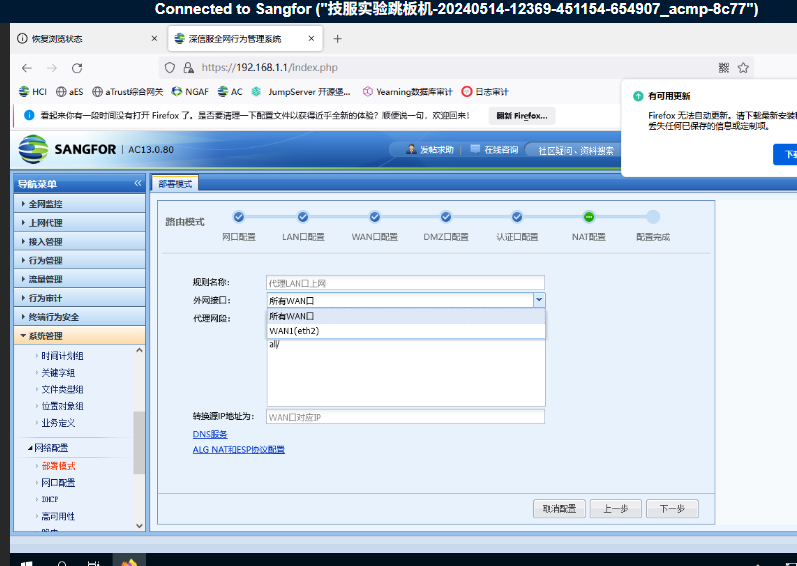 Connected to Sangfor ("技服实验跳板机-20240514-12369-451154-654907_acmp-8c77")
恢复浏览状态
深信服全网行为管理系统
https://192.168.1.1/index.php
HCI aES aTrust综合网关 NGAF AC JumpServer 开源堡... Yearning数据库审计 日志审计
看起来你有一段时间没有打开 Firefox 了。是否要清理一下配置文件以获得近乎全新的体验？顺便说一句，欢迎回来！
翻新 Firefox...
有可用更新
Firefox 无法自动更新。请下载最新安装
丢失任何已保存的信息或定制项。
下
SANGFOR | AC13.0.80
发帖求助
在线咨询
社区疑问、资料搜索
导航菜单
部署模式
全网监控
上网代理
接入管理
行为管理
流量管理
行为审计
终端行为安全
系统管理
时间计划组
关键字组
文件类型组
位置对象组
业务定义
网络配置
部署模式
网口配置
DHCP
高可用性
路由模式
网口配置 LAN口配置 WAN口配置 DMZ口配置 认证口配置 NAT配置 配置完成
规则名称: 代理LAN口上网
外网接口: 所有WAN口
代理网段: 所有WAN口
WAN1(eth2)
all/
转换源IP地址为: WAN口对应IP
DNS服务
ALG NAT和ESP协议配置
取消配置 上一步 下一步